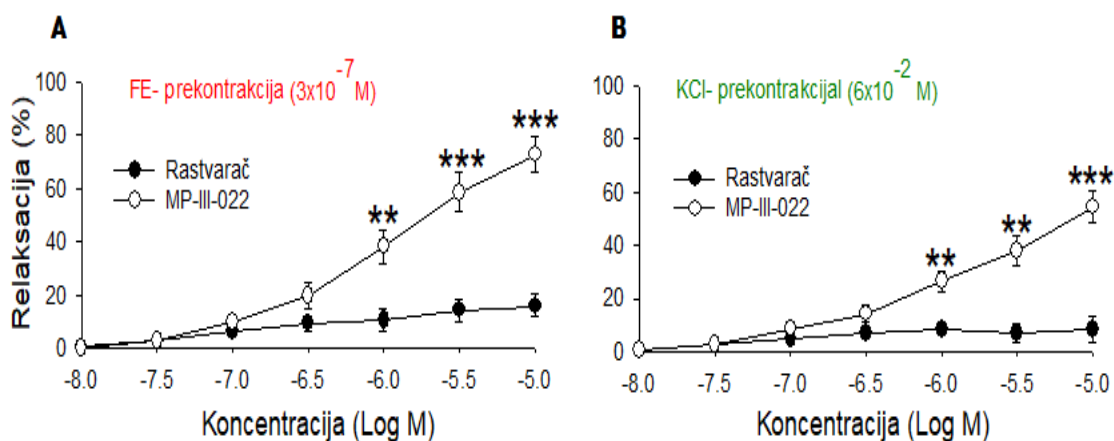 A
FE- prekontrakcija (3x10⁻⁷ M)
Relaksacija (%)
100
80
60
40
20
0
Rastvarač
MP-III-022
**
***
***
-8.0 -7.5 -7.0 -6.5 -6.0 -5.5 -5.0
Koncentracija (Log M)
B
KCl- prekontrakcijal (6x10⁻² M)
100
80
60
40
20
0
Rastvarač
MP-III-022
**
**
***
-8.0 -7.5 -7.0 -6.5 -6.0 -5.5 -5.0
Koncentracija (Log M)